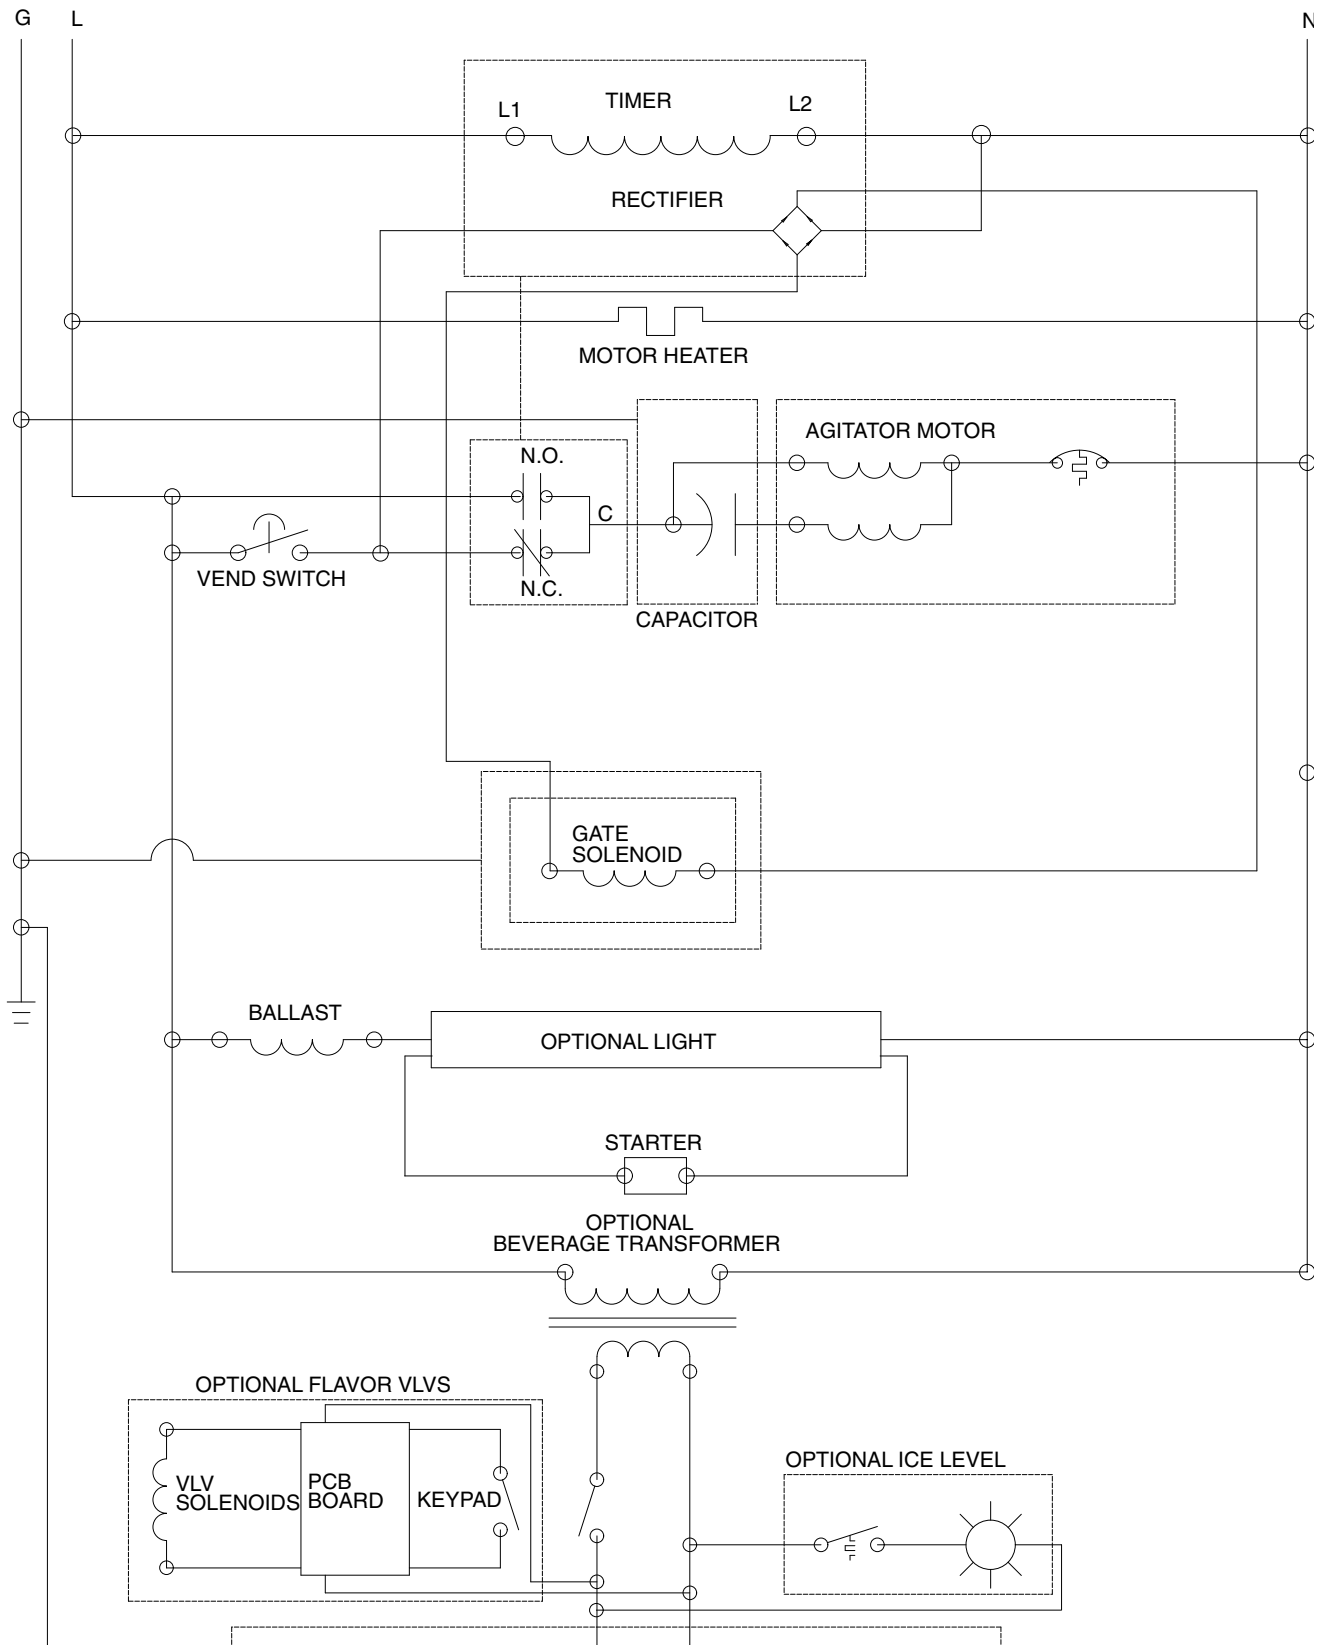 G L N
TIMER
L1 L2
RECTIFIER
MOTOR HEATER
AGITATOR MOTOR
N.O.
C
VEND SWITCH
N.C.
CAPACITOR
GATE
SOLENOID
BALLAST
OPTIONAL LIGHT
STARTER
OPTIONAL
BEVERAGE TRANSFORMER
OPTIONAL FLAVOR VLVS
OPTIONAL ICE LEVEL
VLV
SOLENOIDS
PCB
BOARD
KEYPAD